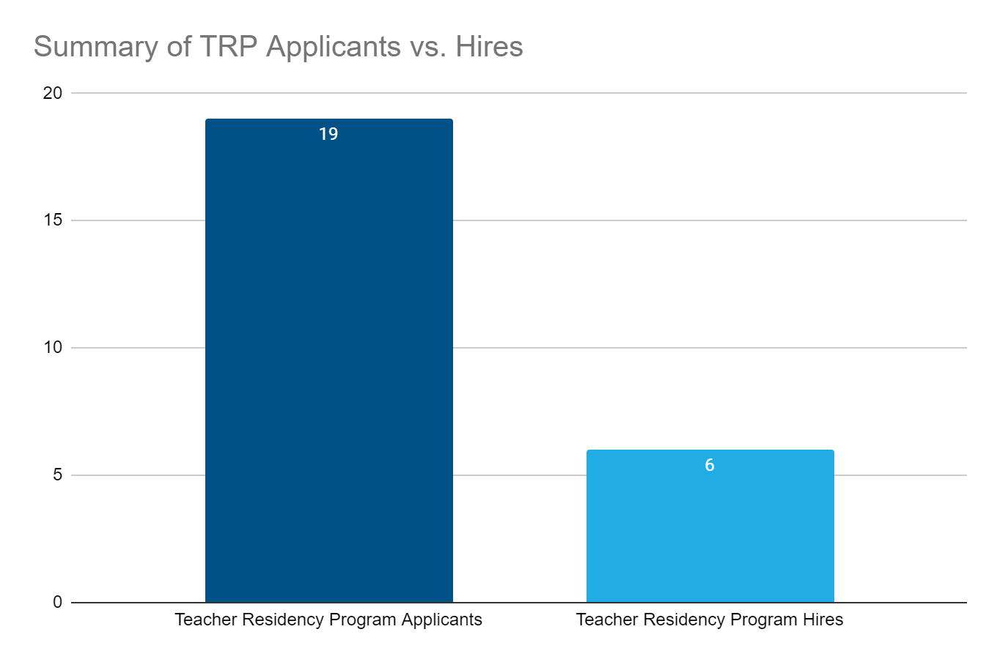 Summary of TRP Applicants vs. Hires
20
19
15
10
6
5
0
Teacher Residency Program Applicants
Teacher Residency Program Hires